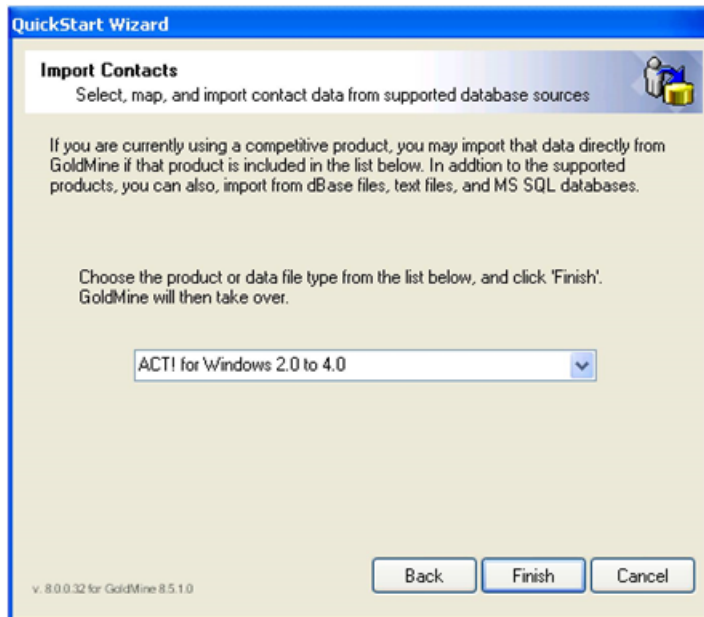 QuickStart Wizard
Import Contacts
Select, map, and import contact data from supported database sources
If you are currently using a competitive product, you may import that data directly from
GoldMine if that product is included in the list below. In addtion to the supported
products, you can also, import from dBase files, text files, and MS SQL databases.
Choose the product or data file type from the list below, and click 'Finish'.
GoldMine will then take over.
ACT! for Windows 2.0 to 4.0
Back
Finish
Cancel
v. 8.0.0.32 for GoldMine 8.5.1.0